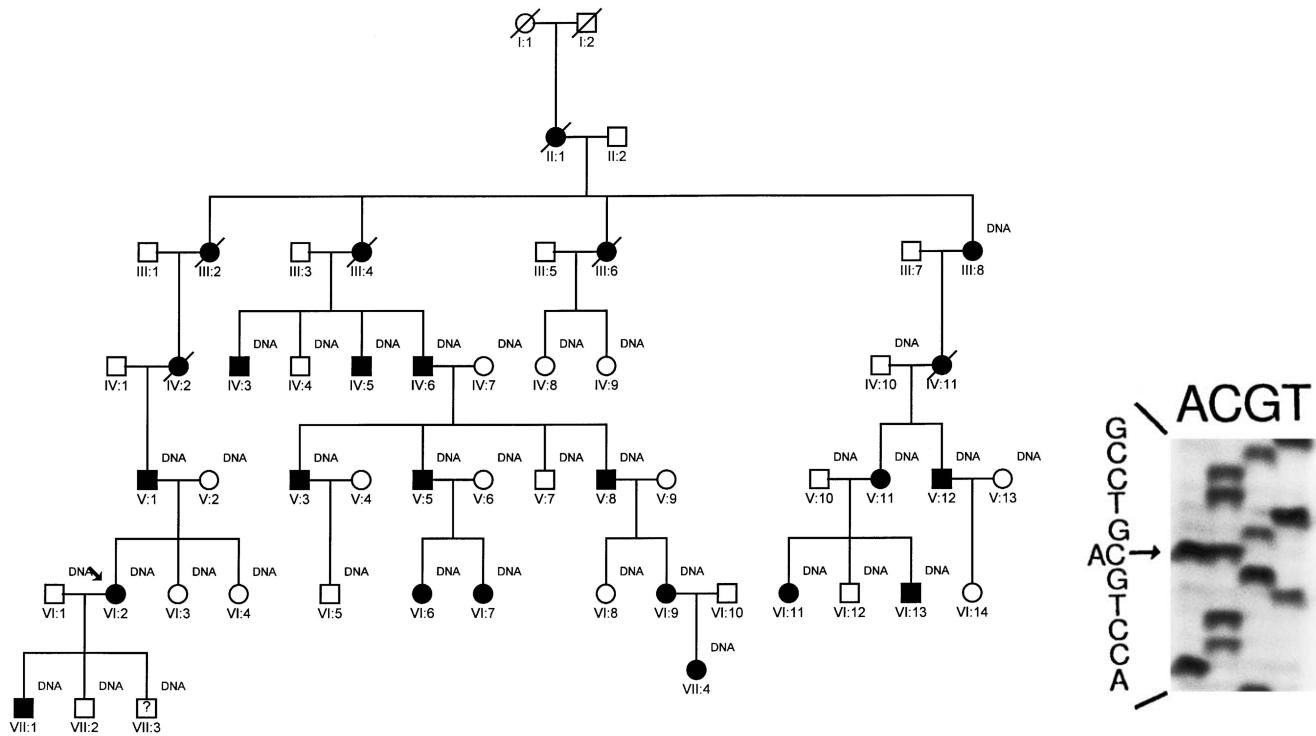 I:1 I:2
II:1 II:2
DNA
III:1 III:2 III:3 III:4 III:5 III:6 III:7 III:8
DNA DNA DNA DNA DNA DNA DNA DNA
IV:1 IV:2 IV:3 IV:4 IV:5 IV:6 IV:7 IV:8 IV:9 IV:10 IV:11
DNA DNA DNA DNA DNA DNA DNA DNA DNA DNA DNA DNA
V:1 V:2 V:3 V:4 V:5 V:6 V:7 V:8 V:9 V:10 V:11 V:12 V:13
DNA DNA DNA DNA DNA DNA DNA DNA DNA DNA DNA DNA DNA
VI:1 VI:2 VI:3 VI:4 VI:5 VI:6 VI:7 VI:8 VI:9 VI:10 VI:11 VI:12 VI:13 VI:14
DNA
VII:4
DNA DNA DNA
?
VII:1 VII:2 VII:3
ACGT
G
C
C
T
G
AC
G
T
C
C
A